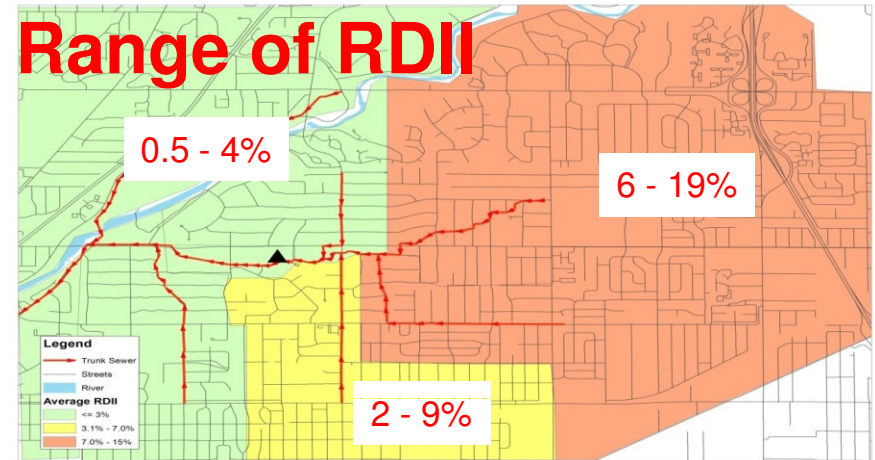 Range of RDII
0.5 - 4%
6 - 19%
2 - 9%
Legend
Trunk Sewer
Streets
River
Average RDII
<= 3%
3.1% - 7.0%
7.0% - 15%